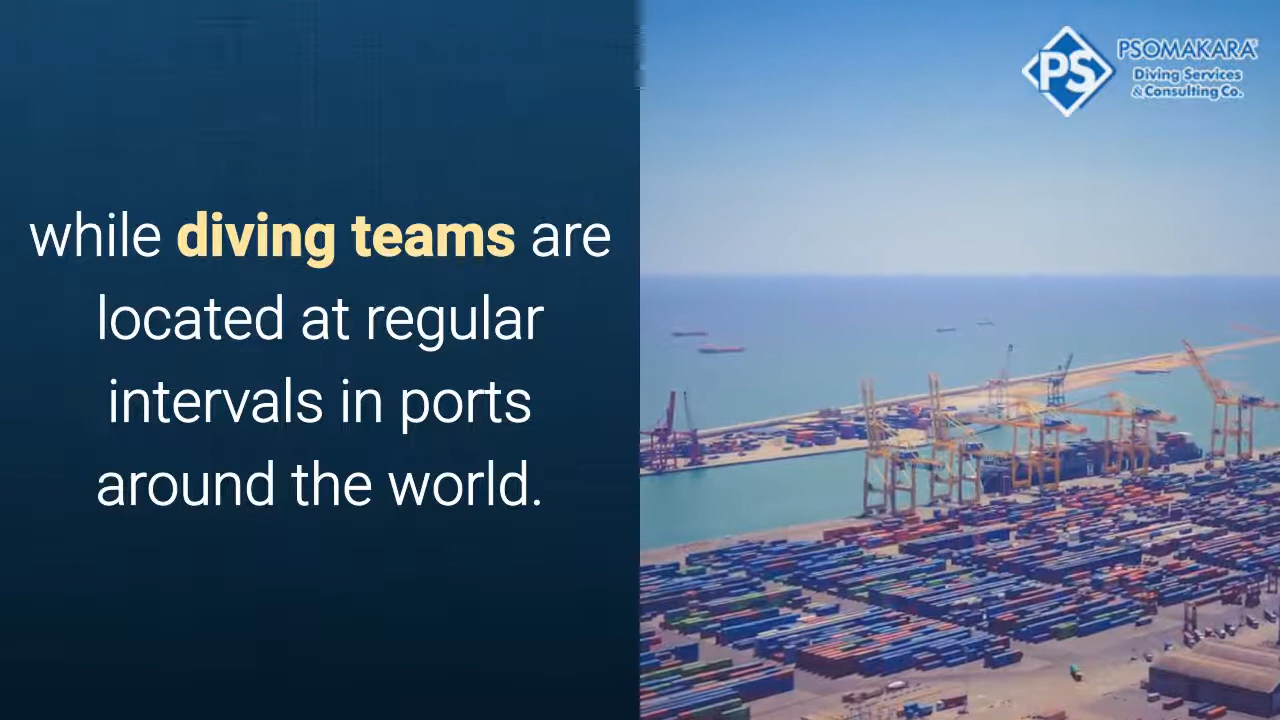 while diving teams are
located at regular
intervals in ports
around the world.
PS
PSOMAKARA
Diving Services
& Consulting Co.